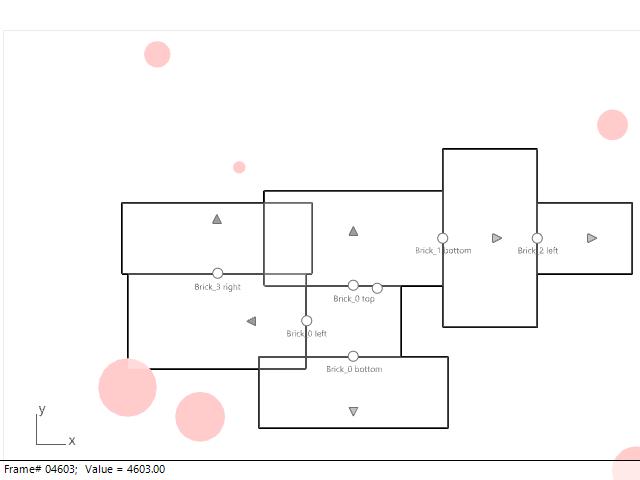 Brick_1 bottom
Brick_2 left
Brick_3 right
Brick_0 top
Brick_0 left
Brick_0 bottom
y
x
Frame# 04603;  Value = 4603.00